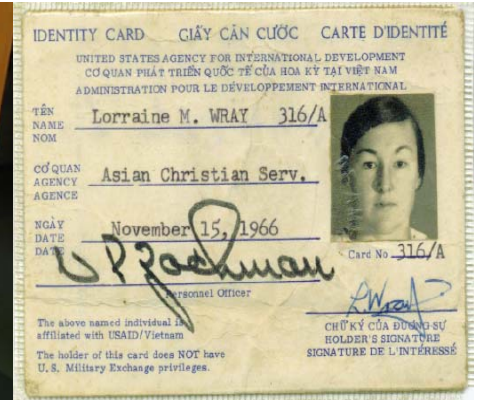 IDENTITY CARD GIẤY CĂN CƯỚC CARTE D'IDENTITÉ
UNITED STATES AGENCY FOR INTERNATIONAL DEVELOPMENT
CƠ QUAN PHÁT TRIỂN QUỐC TẾ CỦA HOA KỲ TẠI VIỆT NAM
ADMINISTRATION POUR LE DÉVELOPPEMENT INTERNATIONAL
TÊN
NAME Lorraine M. WRAY 316/A
NOM
CƠ QUAN
AGENCY Asian Christian Serv.
AGENCE
NGÀY
DATE November 15, 1966
DATE
Card No 316/A
Personnel Officer
L Wray
The above named individual is
affiliated with USAID/Vietnam
The holder of this card does NOT have
U. S. Military Exchange privileges.
CHỮ KÝ CỦA ĐƯƠNG-SỰ
HOLDER'S SIGNATURE
SIGNATURE DE L'INTÉRESSÉ